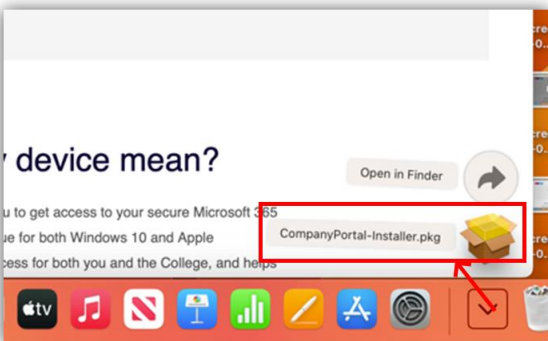 device mean?
Open in Finder
u to get access to your secure Microsoft 365
CompanyPortal-Installer.pkg
ue for both Windows 10 and Apple
cess for both you and the College, and helps
tv